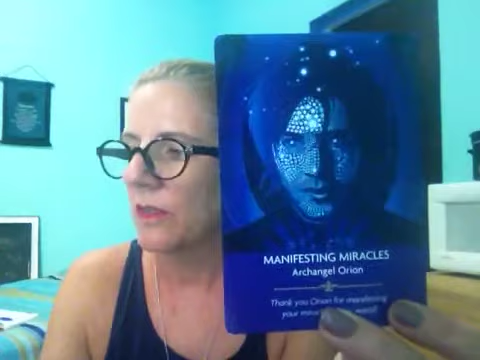 MANIFESTING MIRACLES
Archangel Orion
Thank you Orion for manifesting
your